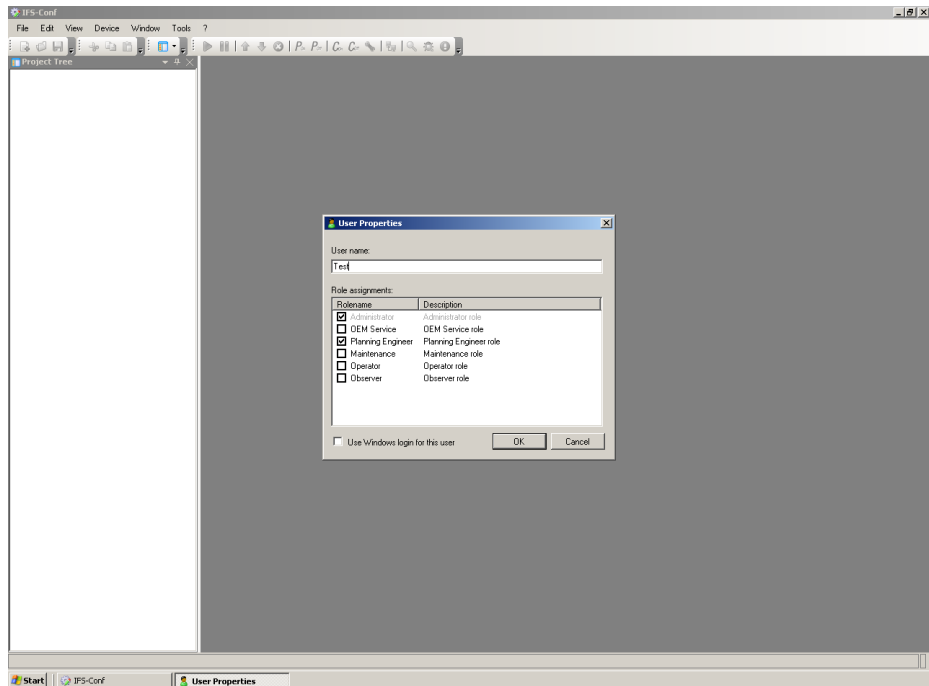 IFS-Conf
File Edit View Device Window Tools ?
Project Tree
User Properties
User name:
Test
Role assignments:
Rolename Description
Administrator Administrator role
OEM Service OEM Service role
Planning Engineer Planning Engineer role
Maintenance Maintenance role
Operator Operator role
Observer Observer role
Use Windows login for this user OK Cancel
Start IFS-Conf User Properties